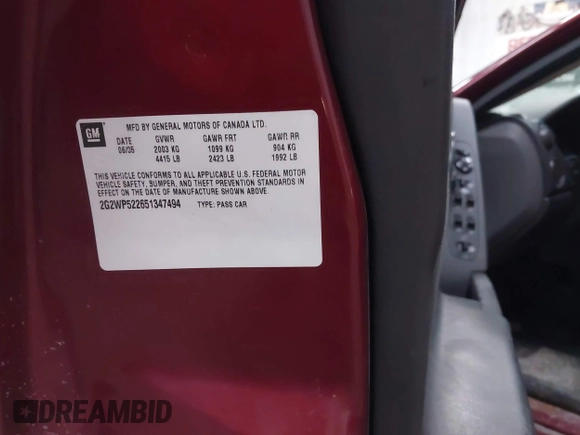 GM
MFD BY GENERAL MOTORS OF CANADA LTD.
DATE GVWR GAWR FRT GAWR RR
06/05 2003 KG 1099 KG 904 KG
4415 LB 2423 LB 1992 LB
THIS VEHICLE CONFORMS TO ALL APPLICABLE U.S. FEDERAL MOTOR
VEHICLE SAFETY, BUMPER, AND THEFT PREVENTION STANDARDS IN
EFFECT ON THE DATE OF MANUFACTURE SHOWN ABOVE.
2G2WP522651347494 TYPE: PASS CAR
DREAMBID